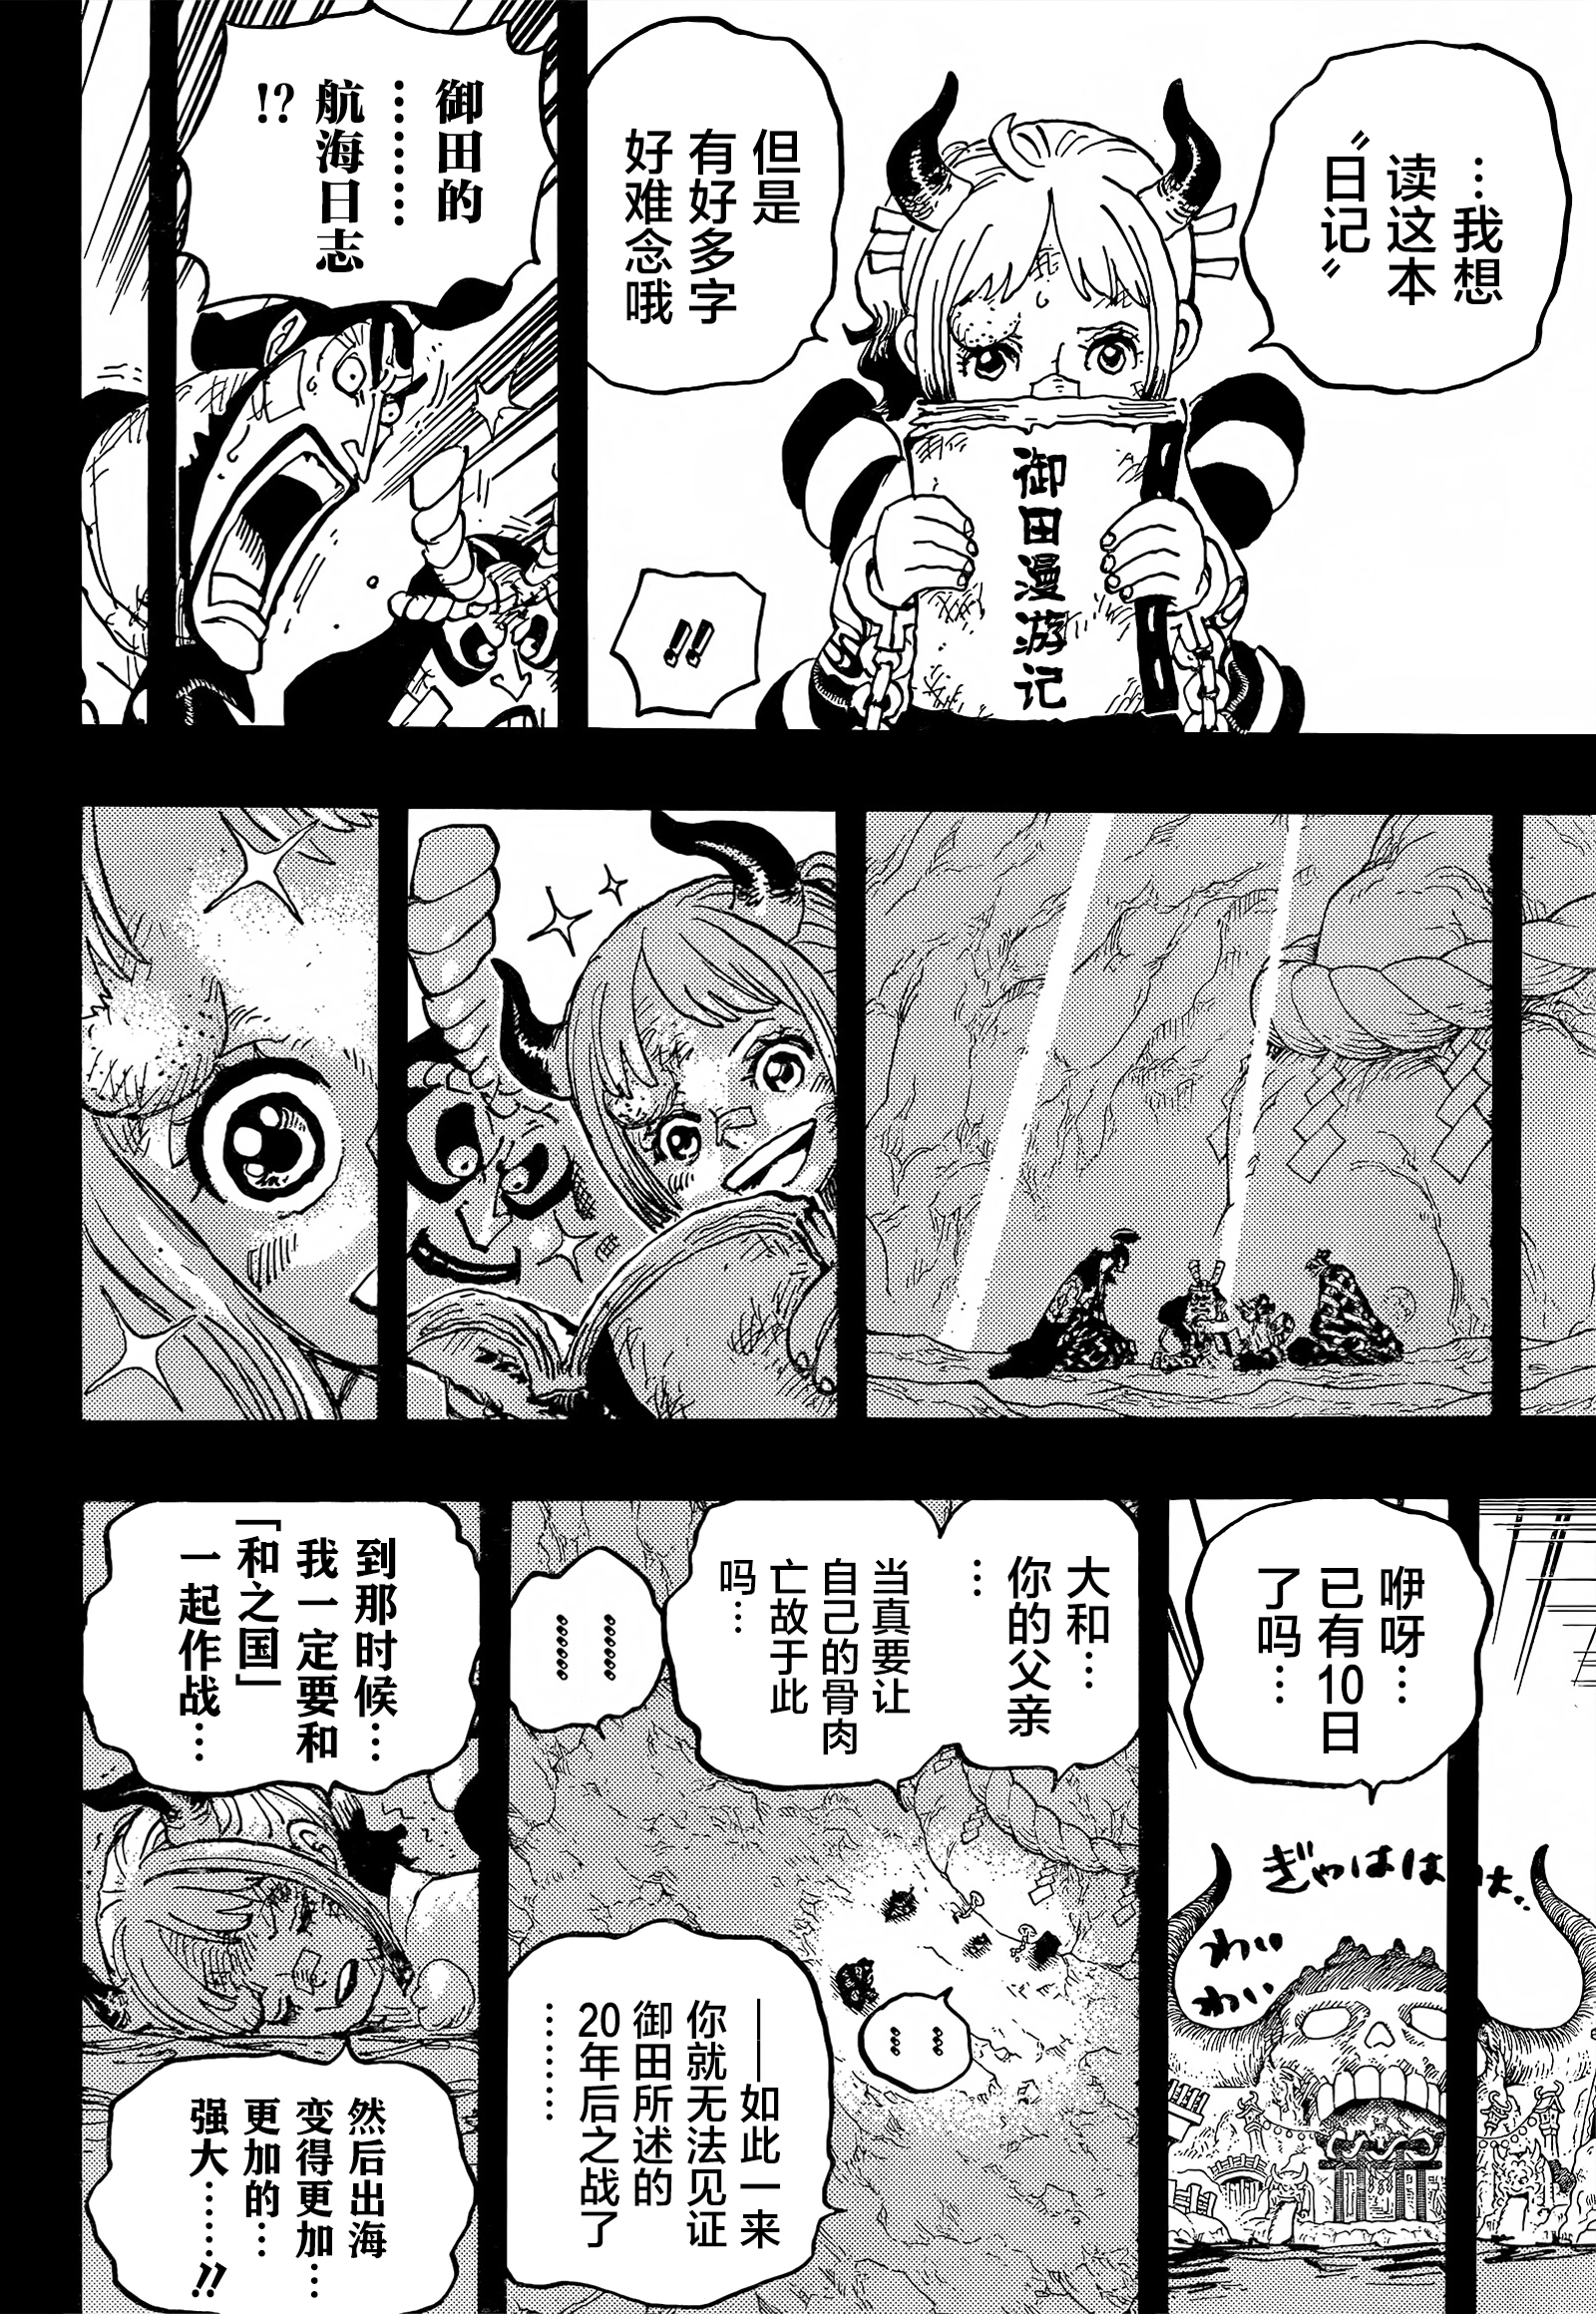 …我想
读这本
〝日记〞
但是
有好多字
好难念哦
御田漫游记
!!
御田的
………
航海日志
!?
咿呀…
已有10日
了吗…
ぎゃははは
わい
わい
大和…
你的父亲
…
当真要让
自己的骨肉
亡故于此
吗…
……
……
……
……
——如此一来
你就无法见证
御田所述的
20年后之战了
………
到那时候…
我一定要和
「和之国」
一起作战…
然后出海
变得更加…
更加的…
强大……!!